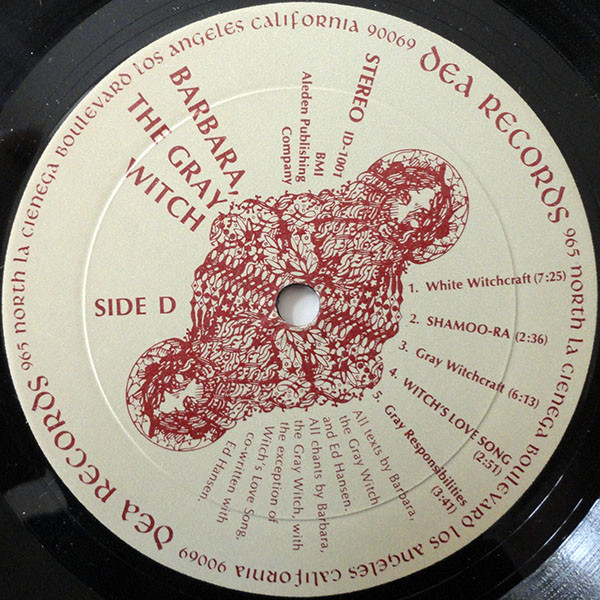 dea RECORDS 965 NORTH LA CIENEGA BOULEVARD LOS ANGELES CALIFORNIA 90069
dea RECORDS 965 NORTH LA CIENEGA BOULEVARD LOS ANGELES CALIFORNIA 90069
BARBARA,
THE GRAY
WITCH
STEREO ID-1001
BMI
Aleden Publishing
Company
SIDE D
1. White Witchcraft (7:25)
2. SHAMOO-RA (2:36)
3. Gray Witchcraft (6:13)
4. WITCH'S LOVE SONG
(2:51)
5. Gray Responsibilities
(3:41)
All texts by Barbara,
the Gray Witch
and Ed Hansen.
All chants by Barbara,
the Gray Witch, with
the exception of
Witch's Love Song,
co-written with
Ed Hansen.